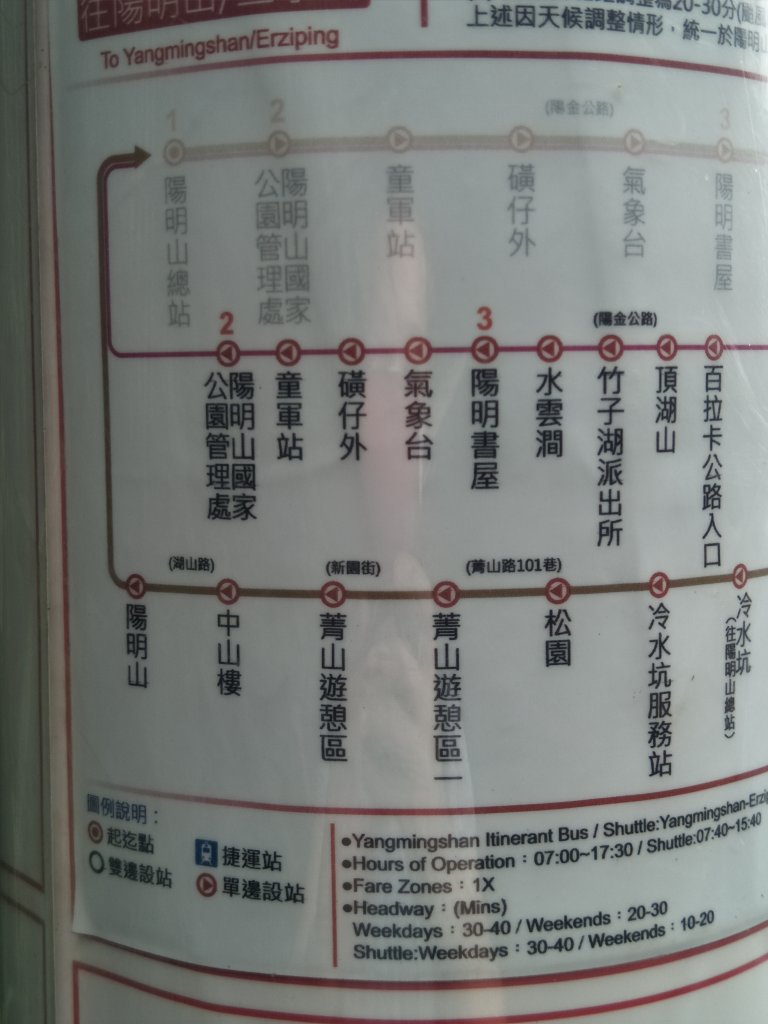 往陽明山
To Yangmingshan/Erziping
20-30分
上述因天候調整情形，統一於陽明山
(陽金公路)
1
2
3
陽明山總站
陽明山國家
公園管理處
童軍站
磺仔外
氣象台
陽明書屋
2
3
(陽金公路)
陽明山國家
公園管理處
童軍站
磺仔外
氣象台
陽明書屋
水雲澗
竹子湖派出所
頂湖山
百拉卡公路入口
(湖山路)
(新園街)
(菁山路101巷)
陽明山
中山樓
菁山遊憩區
菁山遊憩區一
松園
冷水坑服務站
冷水坑
(往陽明山總站)
圖例說明：
起迄點
捷運站
雙邊設站
單邊設站
●Yangmingshan Itinerant Bus / Shuttle:Yangmingshan-Erzi
●Hours of Operation：07:00~17:30 / Shuttle:07:40~15:40
●Fare Zones：1X
●Headway：(Mins)
Weekdays：30-40 / Weekends：20-30
Shuttle:Weekdays：30-40 / Weekends：10-20